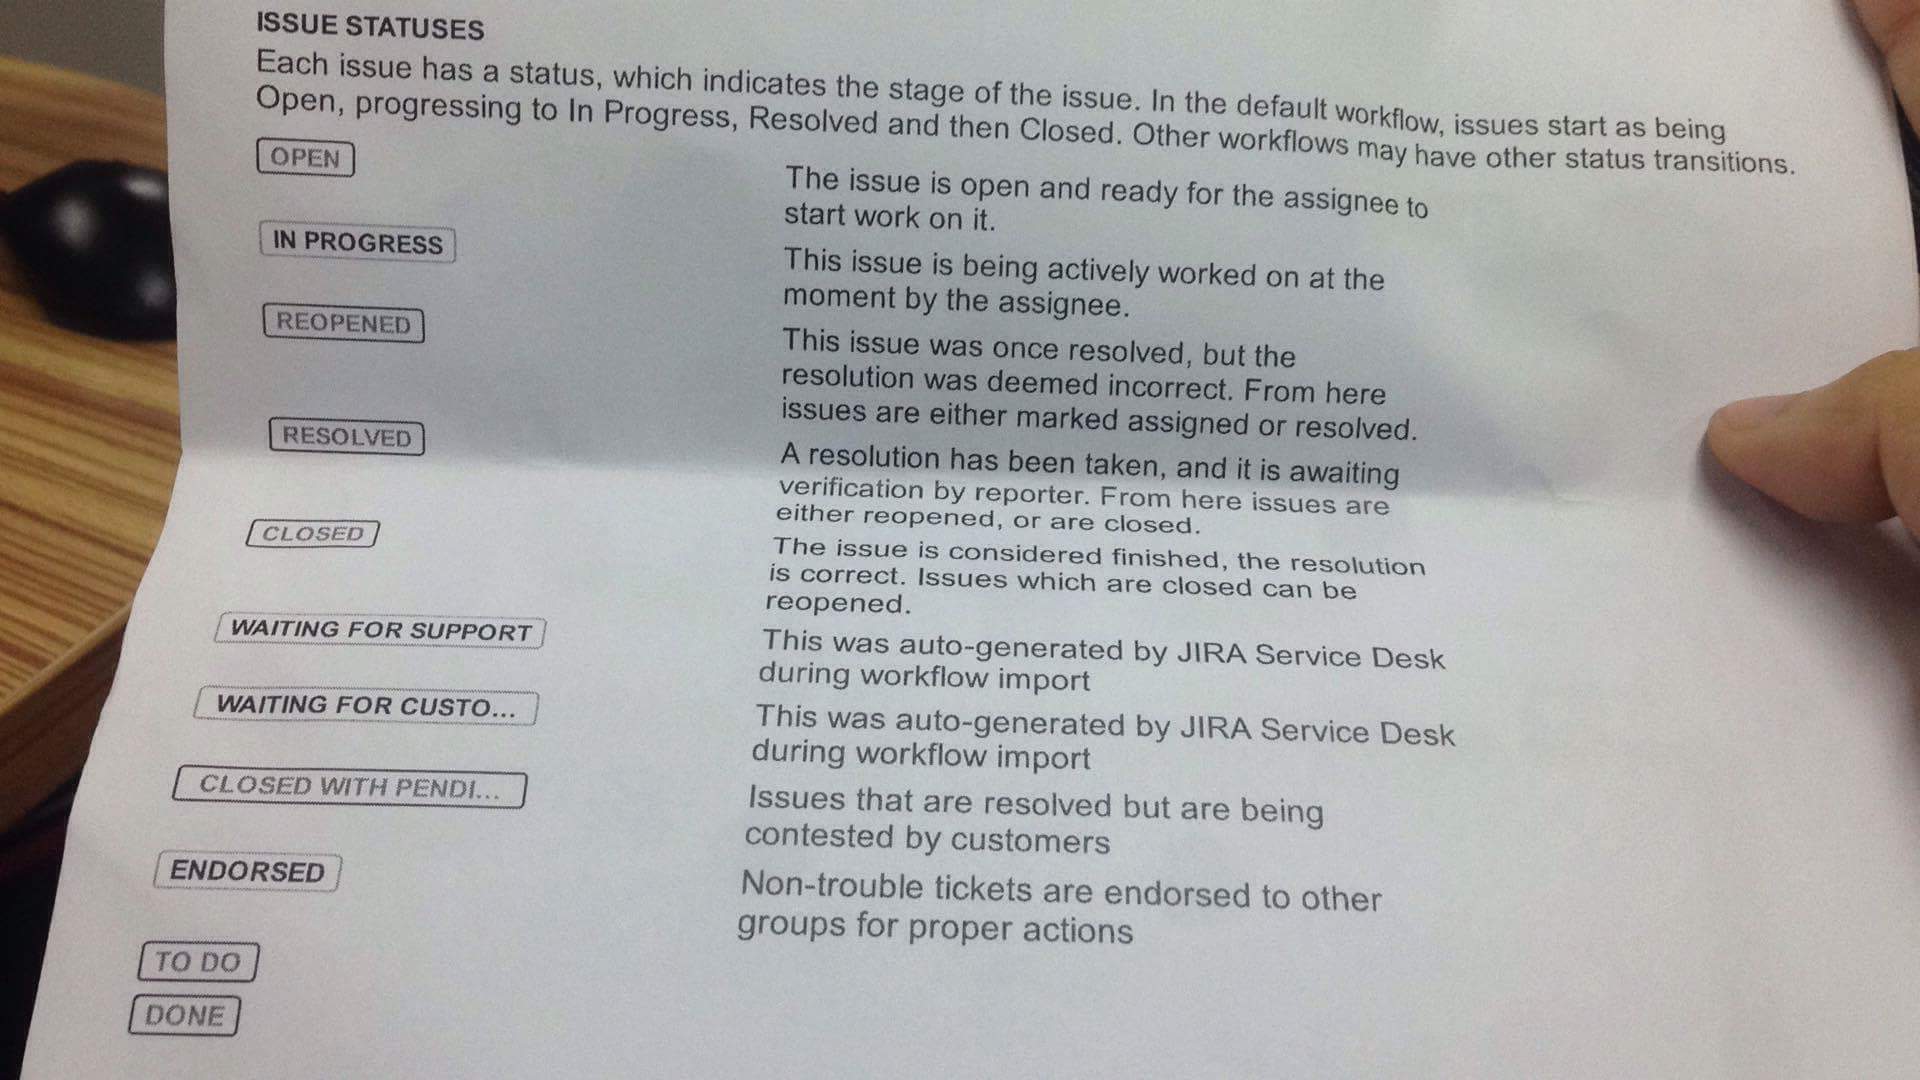 ISSUE STATUSES
Each issue has a status, which indicates the stage of the issue. In the default workflow, issues start as being
Open, progressing to In Progress, Resolved and then Closed. Other workflows may have other status transitions.
OPEN
The issue is open and ready for the assignee to
start work on it.
IN PROGRESS
This issue is being actively worked on at the
moment by the assignee.
REOPENED
This issue was once resolved, but the
resolution was deemed incorrect. From here
issues are either marked assigned or resolved.
RESOLVED
A resolution has been taken, and it is awaiting
verification by reporter. From here issues are
either reopened, or are closed.
CLOSED
The issue is considered finished, the resolution
is correct. Issues which are closed can be
reopened.
WAITING FOR SUPPORT
This was auto-generated by JIRA Service Desk
during workflow import
WAITING FOR CUSTO...
This was auto-generated by JIRA Service Desk
during workflow import
CLOSED WITH PENDI...
Issues that are resolved but are being
contested by customers
ENDORSED
Non-trouble tickets are endorsed to other
groups for proper actions
TO DO
DONE